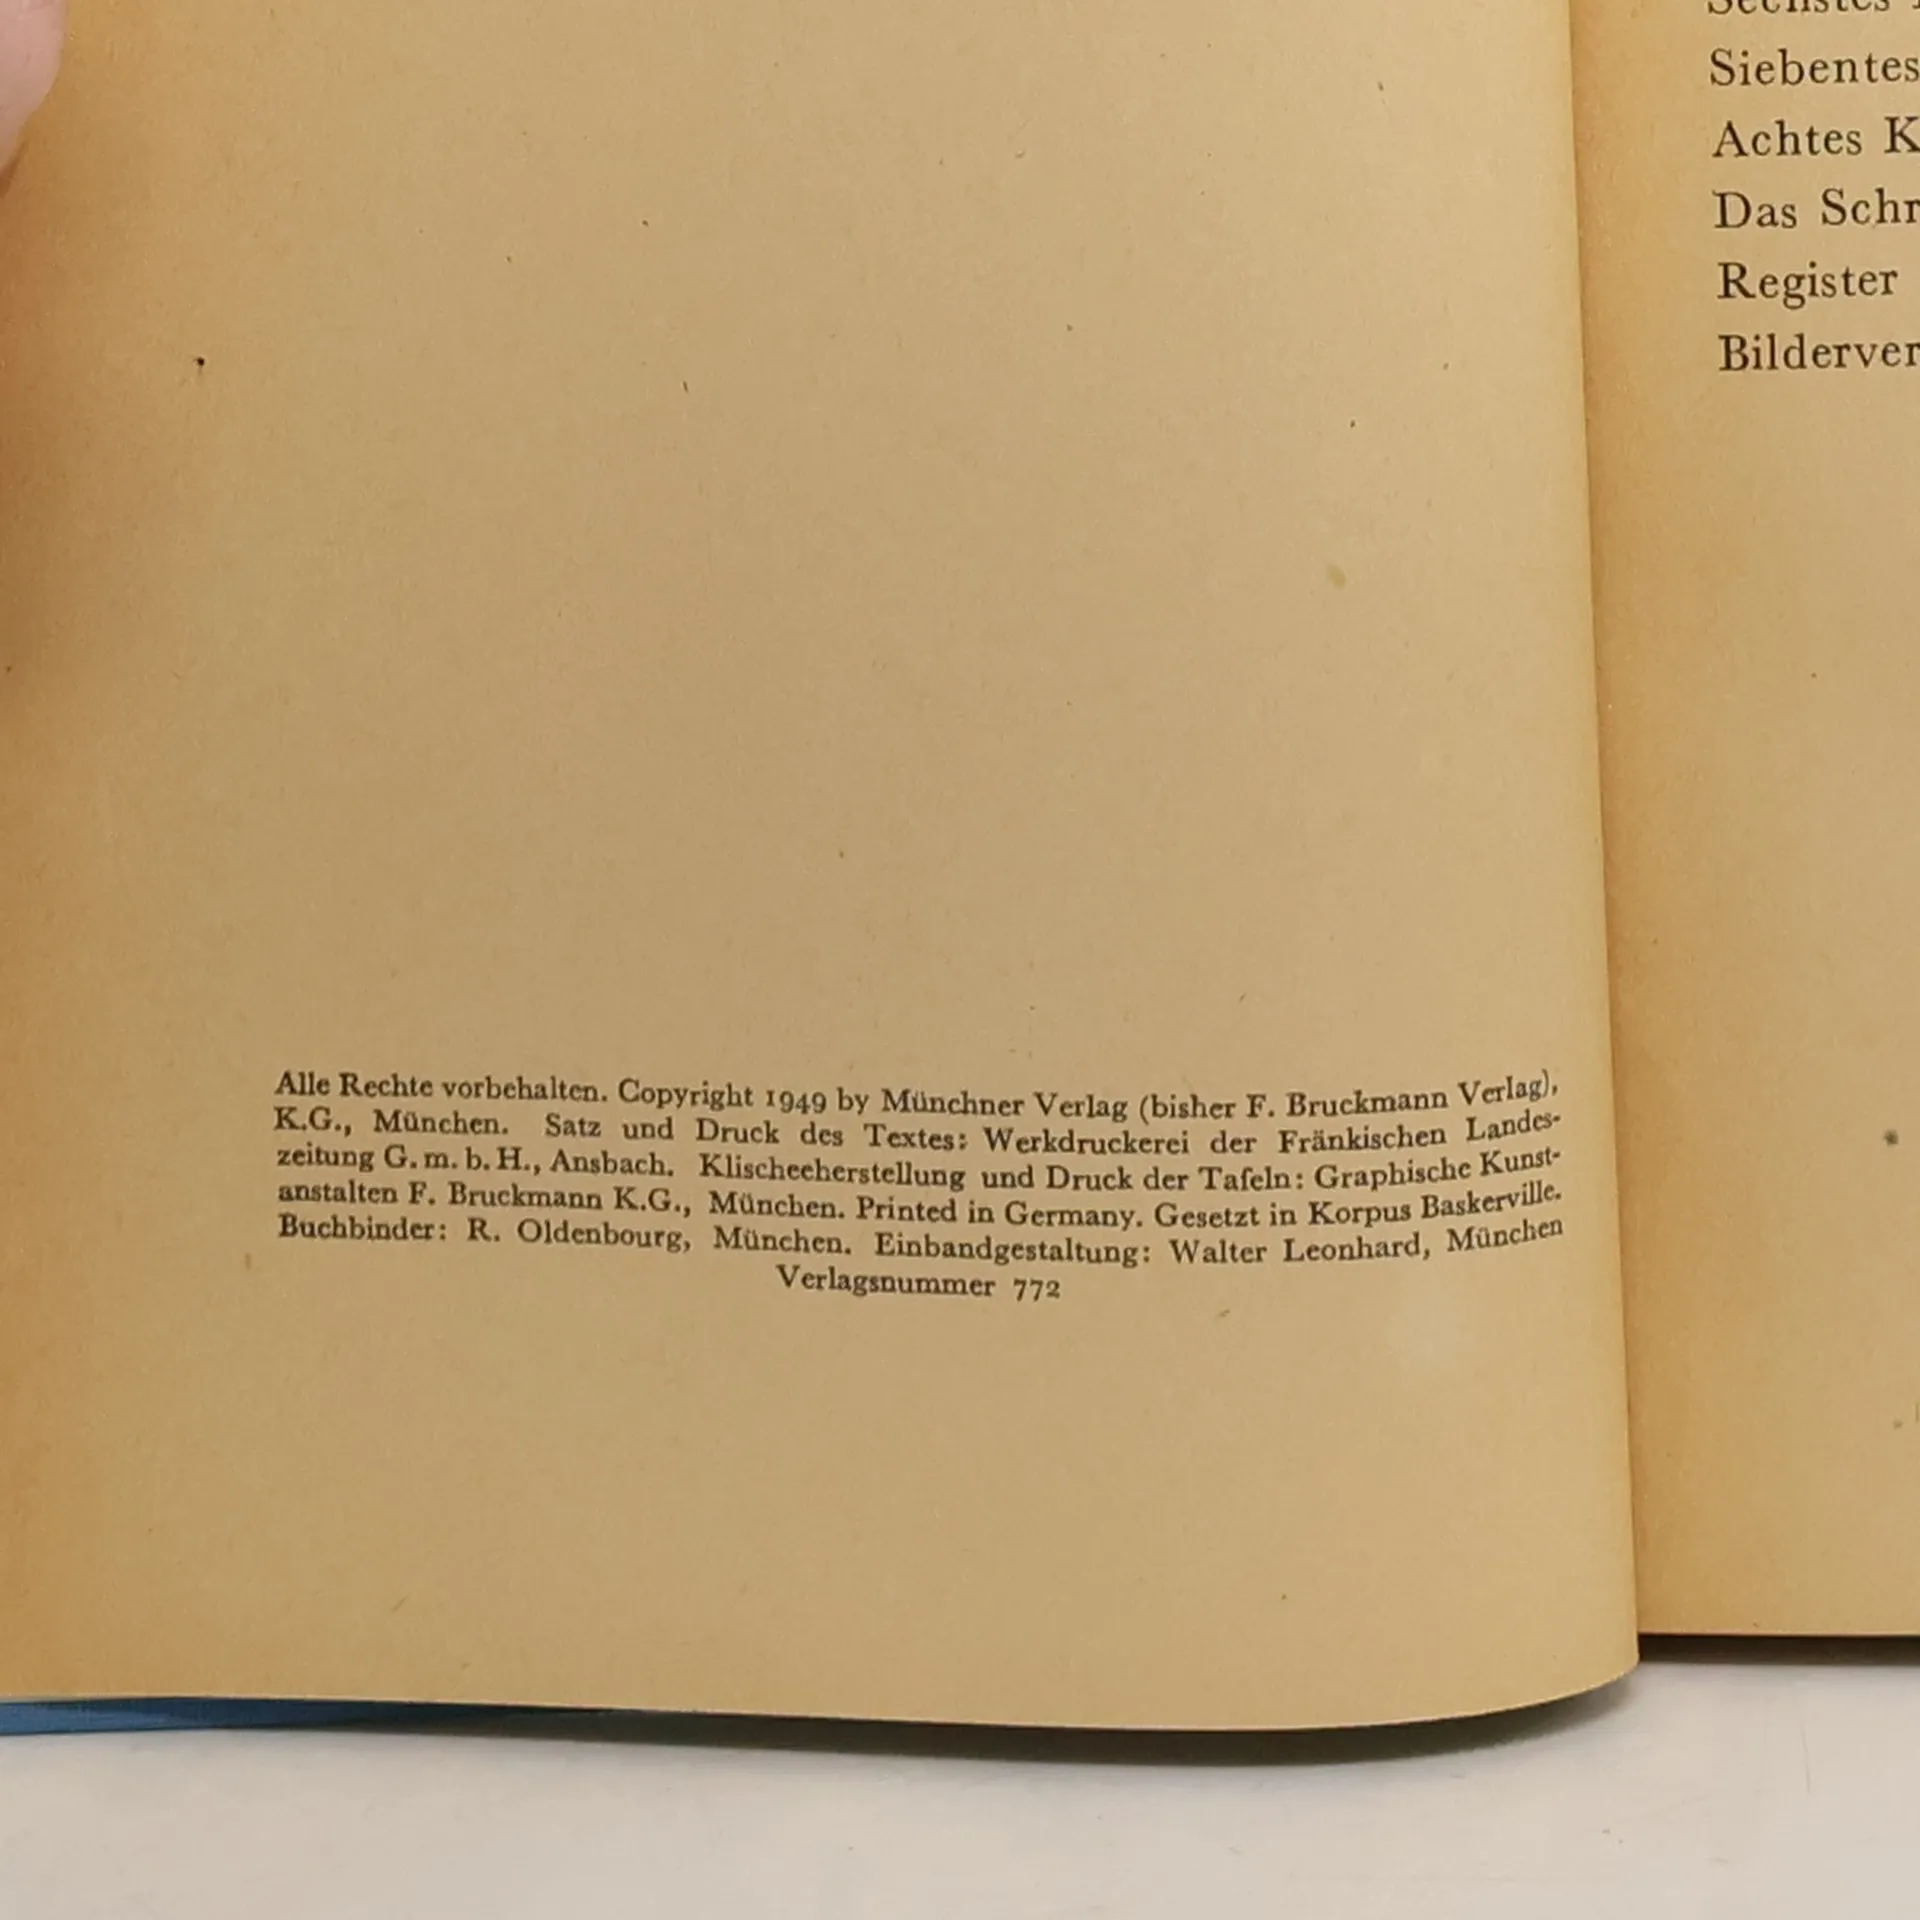 Alle Rechte vorbehalten. Copyright 1949 by Münchner Verlag (bisher F. Bruckmann Verlag),
K.G., München. Satz und Druck des Textes: Werkdruckerei der Fränkischen Landes-
zeitung G.m.b.H., Ansbach. Klischeeherstellung und Druck der Tafeln: Graphische Kunst-
anstalten F. Bruckmann K.G., München. Printed in Germany. Gesetzt in Korpus Baskerville.
Buchbinder: R. Oldenbourg, München. Einbandgestaltung: Walter Leonhard, München
Verlagsnummer 772
Sechstes
Siebentes
Achtes K
Das Schr
Register
Bilderver